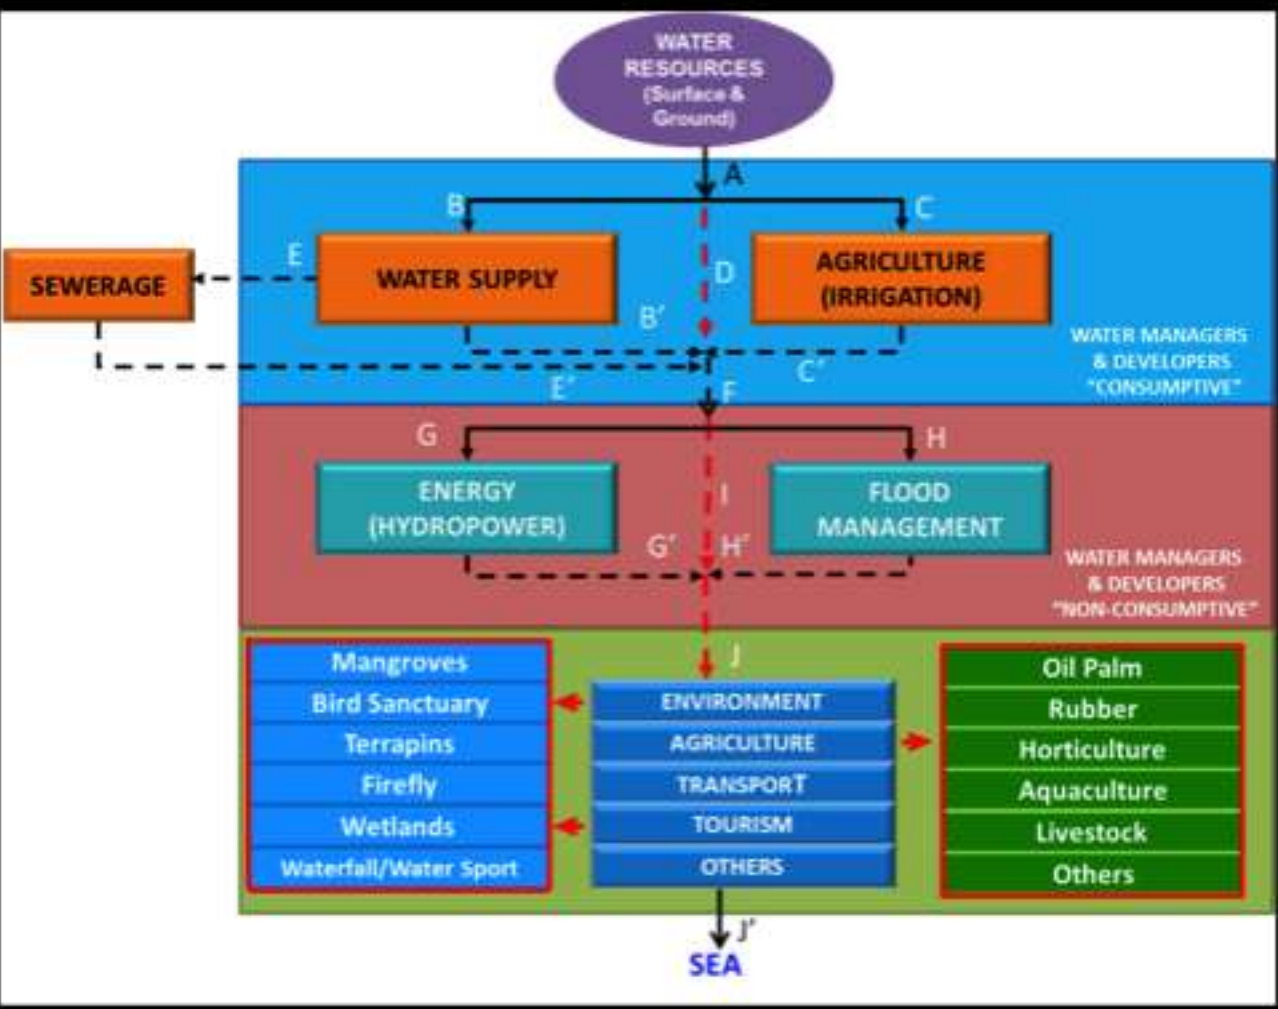 WATER
RESOURCES
(Surface &
Ground)
A
B
C
SEWERAGE
E
WATER SUPPLY
D
AGRICULTURE
(IRRIGATION)
B’
WATER MANAGERS
& DEVELOPERS
“CONSUMPTIVE”
E’
C’
F
G
H
ENERGY
(HYDROPOWER)
I
FLOOD
MANAGEMENT
G’
H’
WATER MANAGERS
& DEVELOPERS
“NON-CONSUMPTIVE”
J
Mangroves
Bird Sanctuary
Terrapins
Firefly
Wetlands
Waterfall/Water Sport
ENVIRONMENT
AGRICULTURE
TRANSPORT
TOURISM
OTHERS
Oil Palm
Rubber
Horticulture
Aquaculture
Livestock
Others
J’
SEA